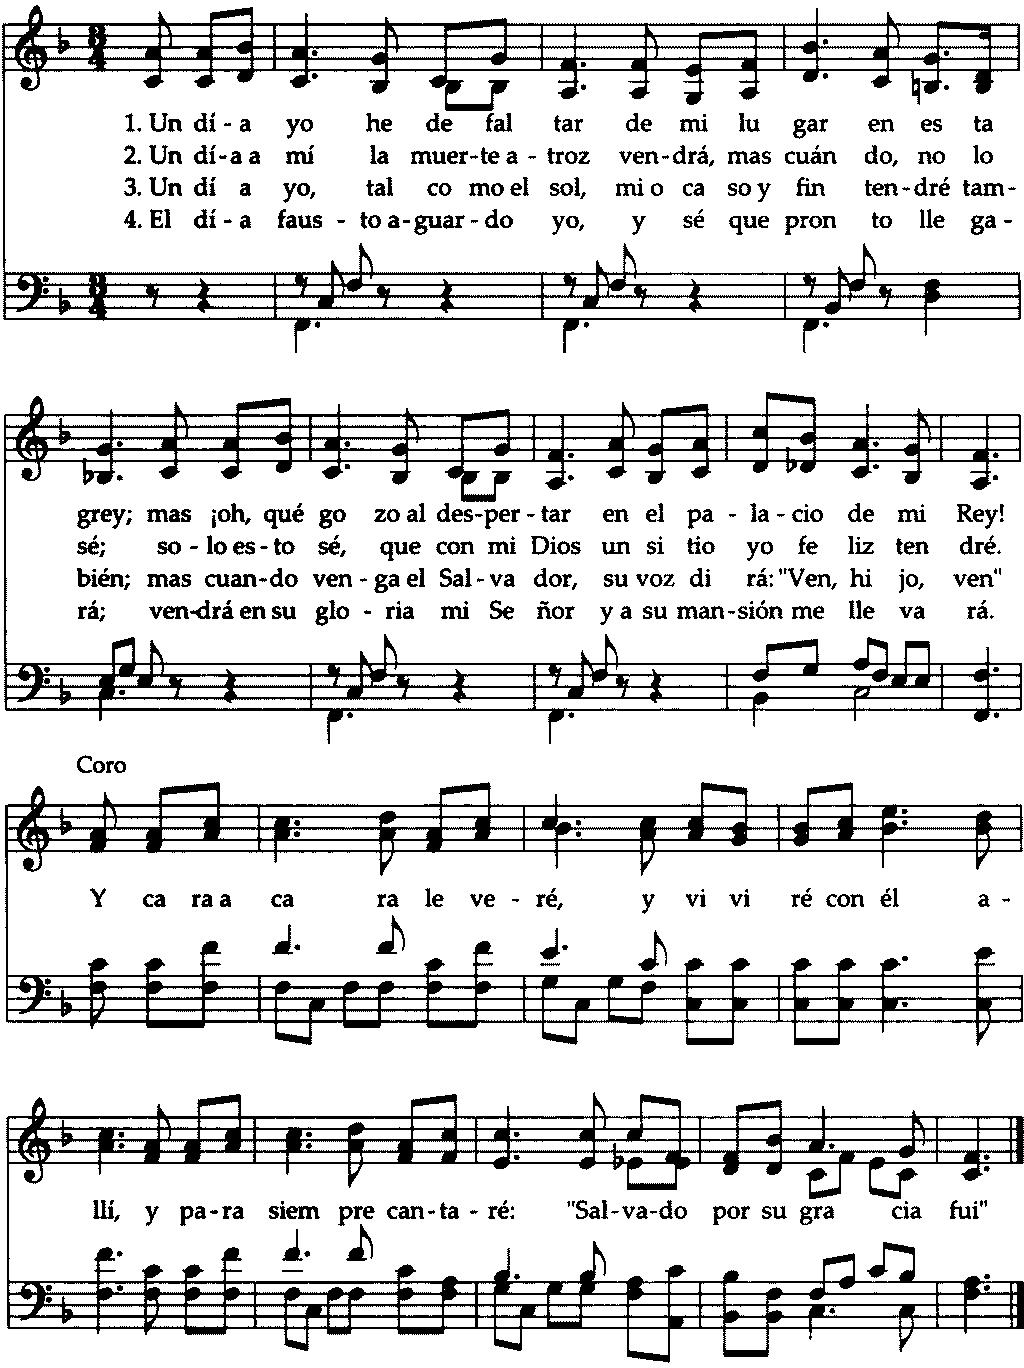 1. Un dí - a yo he de fal tar de mi lu gar en es ta
2. Un dí-a a mí la muer-te a - troz ven-drá, mas cuán do, no lo
3. Un dí a yo, tal co mo el sol, mi o ca so y fin ten-dré tam-
4. El dí-a faus - to a-guar-do yo, y sé que pron to lle ga-
grey; mas ¡oh, qué go zo al des-per-tar en el pa - la-cio de mi Rey!
sé; so - lo es-to sé, que con mi Dios un si tio yo fe liz ten dré.
bién; mas cuan-do ven-ga el Sal-va dor, su voz di rá: "Ven, hi jo, ven"
rá; ven-drá en su glo-ria mi Se ñor y a su man-sión me lle va rá.
Coro
Y ca ra a ca ra le ve-ré, y vi vi ré con él a-
llí, y pa-ra siem pre can-ta-ré: "Sal-va-do por su gra cia fui"